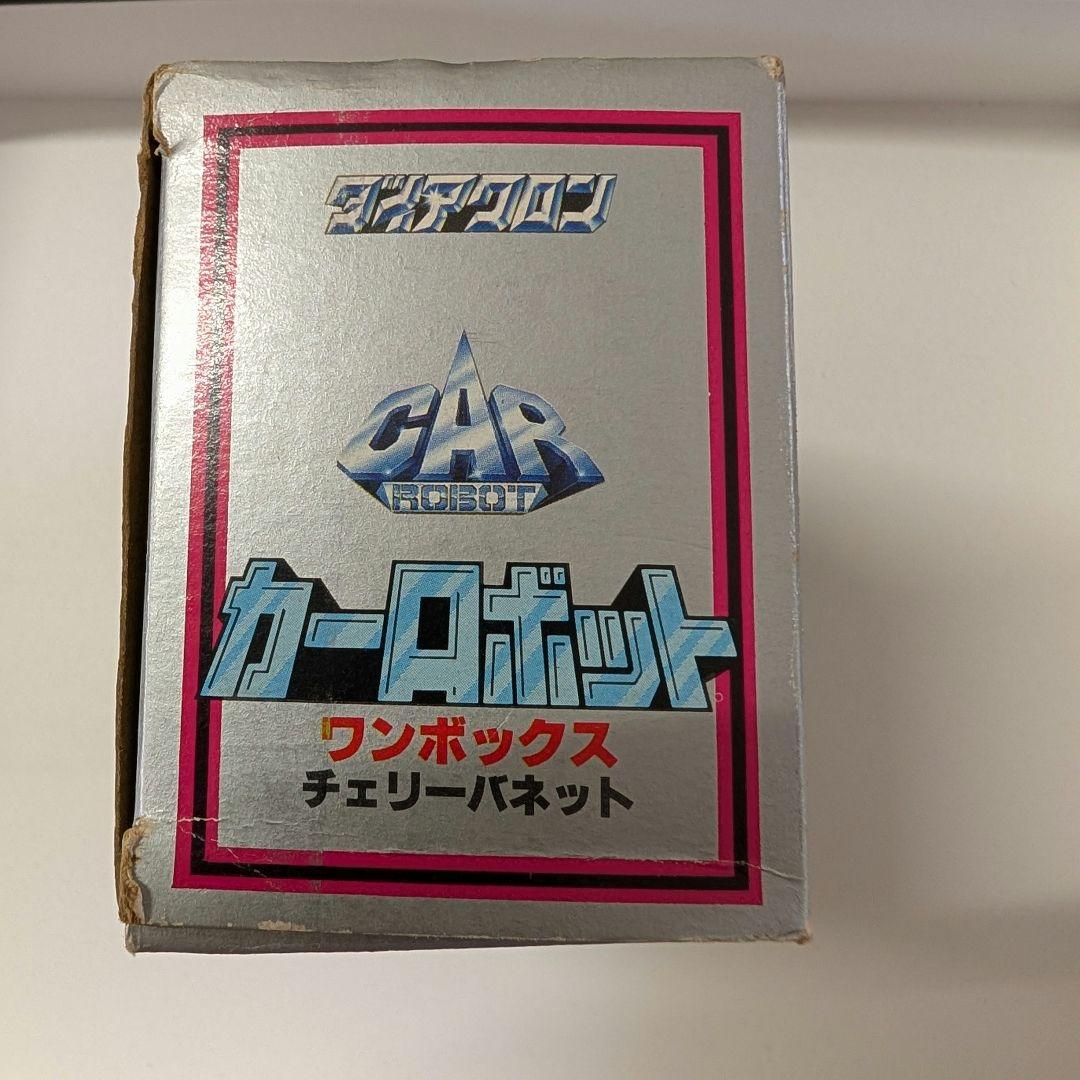 ダイアクロン
CAR
ROBOT
カーロボット
ワンボックス
チェリーバネット